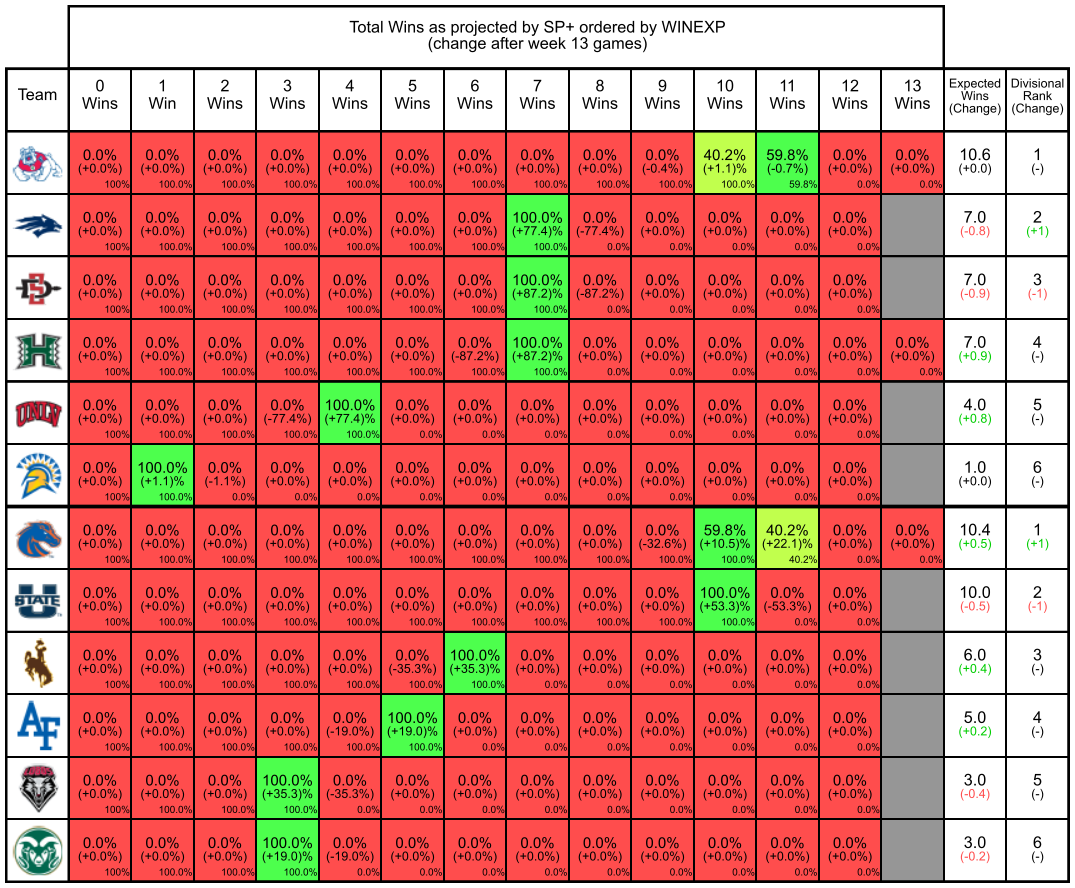 Total Wins as projected by SP+ ordered by WINEXP
(change after week 13 games)
Team 0 Wins 1 Win 2 Wins 3 Wins 4 Wins 5 Wins 6 Wins 7 Wins 8 Wins 9 Wins 10 Wins 11 Wins 12 Wins 13 Wins Expected Wins (Change) Divisional Rank (Change)
0.0% 0.0% 0.0% 0.0% 0.0% 0.0% 0.0% 0.0% 0.0% 0.0% 40.2% 59.8% 0.0% 0.0% 10.6 1
(+0.0%) (+0.0%) (+0.0%) (+0.0%) (+0.0%) (+0.0%) (+0.0%) (+0.0%) (+0.0%) (-0.4%) (+1.1)% (-0.7%) (+0.0%) (+0.0%) (+0.0) (-)
100% 100.0% 100.0% 100.0% 100.0% 100.0% 100.0% 100.0% 100.0% 100.0% 100.0% 59.8% 0.0% 0.0%
0.0% 0.0% 0.0% 0.0% 0.0% 0.0% 0.0% 100.0% 0.0% 0.0% 0.0% 0.0% 0.0% 7.0 2
(+0.0%) (+0.0%) (+0.0%) (+0.0%) (+0.0%) (+0.0%) (+0.0%) (+77.4)% (-77.4%) (+0.0%) (+0.0%) (+0.0%) (+0.0%) (-0.8) (+1)
100% 100.0% 100.0% 100.0% 100.0% 100.0% 100.0% 100.0% 0.0% 0.0% 0.0% 0.0% 0.0%
0.0% 0.0% 0.0% 0.0% 0.0% 0.0% 0.0% 100.0% 0.0% 0.0% 0.0% 0.0% 0.0% 7.0 3
(+0.0%) (+0.0%) (+0.0%) (+0.0%) (+0.0%) (+0.0%) (+0.0%) (+87.2)% (-87.2%) (+0.0%) (+0.0%) (+0.0%) (+0.0%) (-0.9) (-1)
100% 100.0% 100.0% 100.0% 100.0% 100.0% 100.0% 100.0% 0.0% 0.0% 0.0% 0.0% 0.0%
H 0.0% 0.0% 0.0% 0.0% 0.0% 0.0% 0.0% 100.0% 0.0% 0.0% 0.0% 0.0% 0.0% 0.0% 7.0 4
(+0.0%) (+0.0%) (+0.0%) (+0.0%) (+0.0%) (+0.0%) (-87.2%) (+87.2)% (+0.0%) (+0.0%) (+0.0%) (+0.0%) (+0.0%) (+0.0%) (+0.9) (-)
100% 100.0% 100.0% 100.0% 100.0% 100.0% 100.0% 100.0% 0.0% 0.0% 0.0% 0.0% 0.0% 0.0%
UNLV 0.0% 0.0% 0.0% 0.0% 100.0% 0.0% 0.0% 0.0% 0.0% 0.0% 0.0% 0.0% 0.0% 4.0 5
(+0.0%) (+0.0%) (+0.0%) (-77.4%) (+77.4)% (+0.0%) (+0.0%) (+0.0%) (+0.0%) (+0.0%) (+0.0%) (+0.0%) (+0.0%) (+0.8) (-)
100% 100.0% 100.0% 100.0% 100.0% 0.0% 0.0% 0.0% 0.0% 0.0% 0.0% 0.0% 0.0%
0.0% 100.0% 0.0% 0.0% 0.0% 0.0% 0.0% 0.0% 0.0% 0.0% 0.0% 0.0% 0.0% 1.0 6
(+0.0%) (+1.1)% (-1.1%) (+0.0%) (+0.0%) (+0.0%) (+0.0%) (+0.0%) (+0.0%) (+0.0%) (+0.0%) (+0.0%) (+0.0%) (+0.0) (-)
100% 100.0% 0.0% 0.0% 0.0% 0.0% 0.0% 0.0% 0.0% 0.0% 0.0% 0.0% 0.0%
0.0% 0.0% 0.0% 0.0% 0.0% 0.0% 0.0% 0.0% 0.0% 0.0% 59.8% 40.2% 0.0% 0.0% 10.4 1
(+0.0%) (+0.0%) (+0.0%) (+0.0%) (+0.0%) (+0.0%) (+0.0%) (+0.0%) (+0.0%) (-32.6%) (+10.5)% (+22.1)% (+0.0%) (+0.0%) (+0.5) (+1)
100% 100.0% 100.0% 100.0% 100.0% 100.0% 100.0% 100.0% 100.0% 100.0% 100.0% 40.2% 0.0% 0.0%
STATE 0.0% 0.0% 0.0% 0.0% 0.0% 0.0% 0.0% 0.0% 0.0% 0.0% 100.0% 0.0% 0.0% 10.0 2
(+0.0%) (+0.0%) (+0.0%) (+0.0%) (+0.0%) (+0.0%) (+0.0%) (+0.0%) (+0.0%) (+0.0%) (+53.3)% (-53.3%) (+0.0%) (-0.5) (-1)
100% 100.0% 100.0% 100.0% 100.0% 100.0% 100.0% 100.0% 100.0% 100.0% 100.0% 0.0% 0.0%
0.0% 0.0% 0.0% 0.0% 0.0% 0.0% 100.0% 0.0% 0.0% 0.0% 0.0% 0.0% 0.0% 6.0 3
(+0.0%) (+0.0%) (+0.0%) (+0.0%) (+0.0%) (-35.3%) (+35.3)% (+0.0%) (+0.0%) (+0.0%) (+0.0%) (+0.0%) (+0.0%) (+0.4) (-)
100% 100.0% 100.0% 100.0% 100.0% 100.0% 100.0% 0.0% 0.0% 0.0% 0.0% 0.0% 0.0%
AF 0.0% 0.0% 0.0% 0.0% 0.0% 100.0% 0.0% 0.0% 0.0% 0.0% 0.0% 0.0% 0.0% 5.0 4
(+0.0%) (+0.0%) (+0.0%) (+0.0%) (-19.0%) (+19.0)% (+0.0%) (+0.0%) (+0.0%) (+0.0%) (+0.0%) (+0.0%) (+0.0%) (+0.2) (-)
100% 100.0% 100.0% 100.0% 100.0% 100.0% 0.0% 0.0% 0.0% 0.0% 0.0% 0.0% 0.0%
0.0% 0.0% 0.0% 100.0% 0.0% 0.0% 0.0% 0.0% 0.0% 0.0% 0.0% 0.0% 0.0% 3.0 5
(+0.0%) (+0.0%) (+0.0%) (+35.3)% (-35.3%) (+0.0%) (+0.0%) (+0.0%) (+0.0%) (+0.0%) (+0.0%) (+0.0%) (+0.0%) (-0.4) (-)
100% 100.0% 100.0% 100.0% 0.0% 0.0% 0.0% 0.0% 0.0% 0.0% 0.0% 0.0% 0.0%
0.0% 0.0% 0.0% 100.0% 0.0% 0.0% 0.0% 0.0% 0.0% 0.0% 0.0% 0.0% 0.0% 3.0 6
(+0.0%) (+0.0%) (+0.0%) (+19.0)% (-19.0%) (+0.0%) (+0.0%) (+0.0%) (+0.0%) (+0.0%) (+0.0%) (+0.0%) (+0.0%) (-0.2) (-)
100% 100.0% 100.0% 100.0% 0.0% 0.0% 0.0% 0.0% 0.0% 0.0% 0.0% 0.0% 0.0%